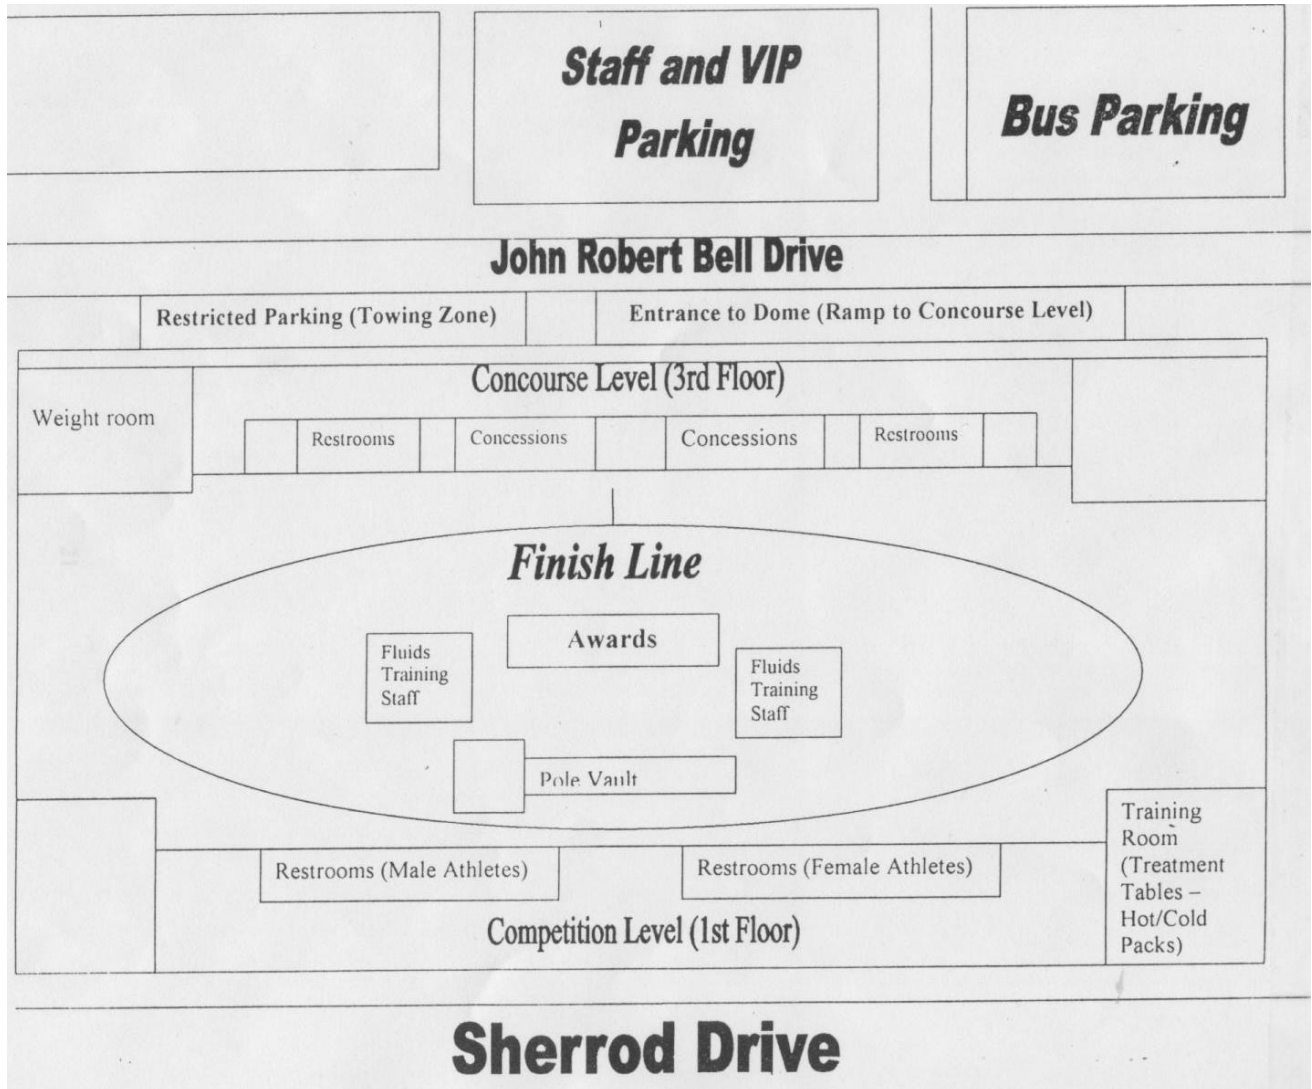 Staff and VIP
Parking
Bus Parking
John Robert Bell Drive
Restricted Parking (Towing Zone)
Entrance to Dome (Ramp to Concourse Level)
Concourse Level (3rd Floor)
Weight room
Restrooms
Concessions
Concessions
Restrooms
Finish Line
Awards
Fluids
Training
Staff
Fluids
Training
Staff
Pole Vault
Training
Room
(Treatment
Tables –
Hot/Cold
Packs)
Restrooms (Male Athletes)
Restrooms (Female Athletes)
Competition Level (1st Floor)
Sherrod Drive